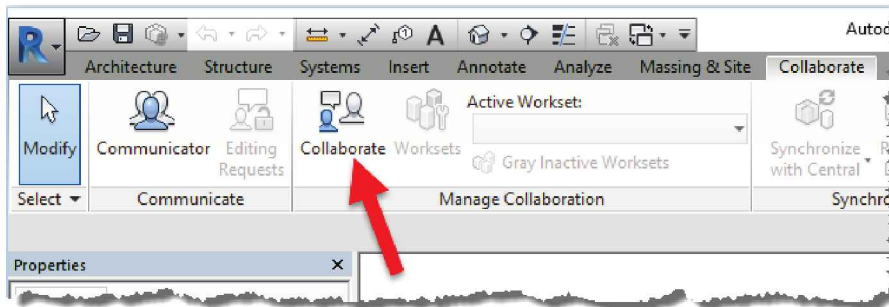 Autod
Architecture Structure Systems Insert Annotate Analyze Massing & Site Collaborate
Modify Communicator Editing Requests Collaborate Worksets Active Workset:
Gray Inactive Worksets
Synchronize with Central
Select Communicate Manage Collaboration Synchro
Properties